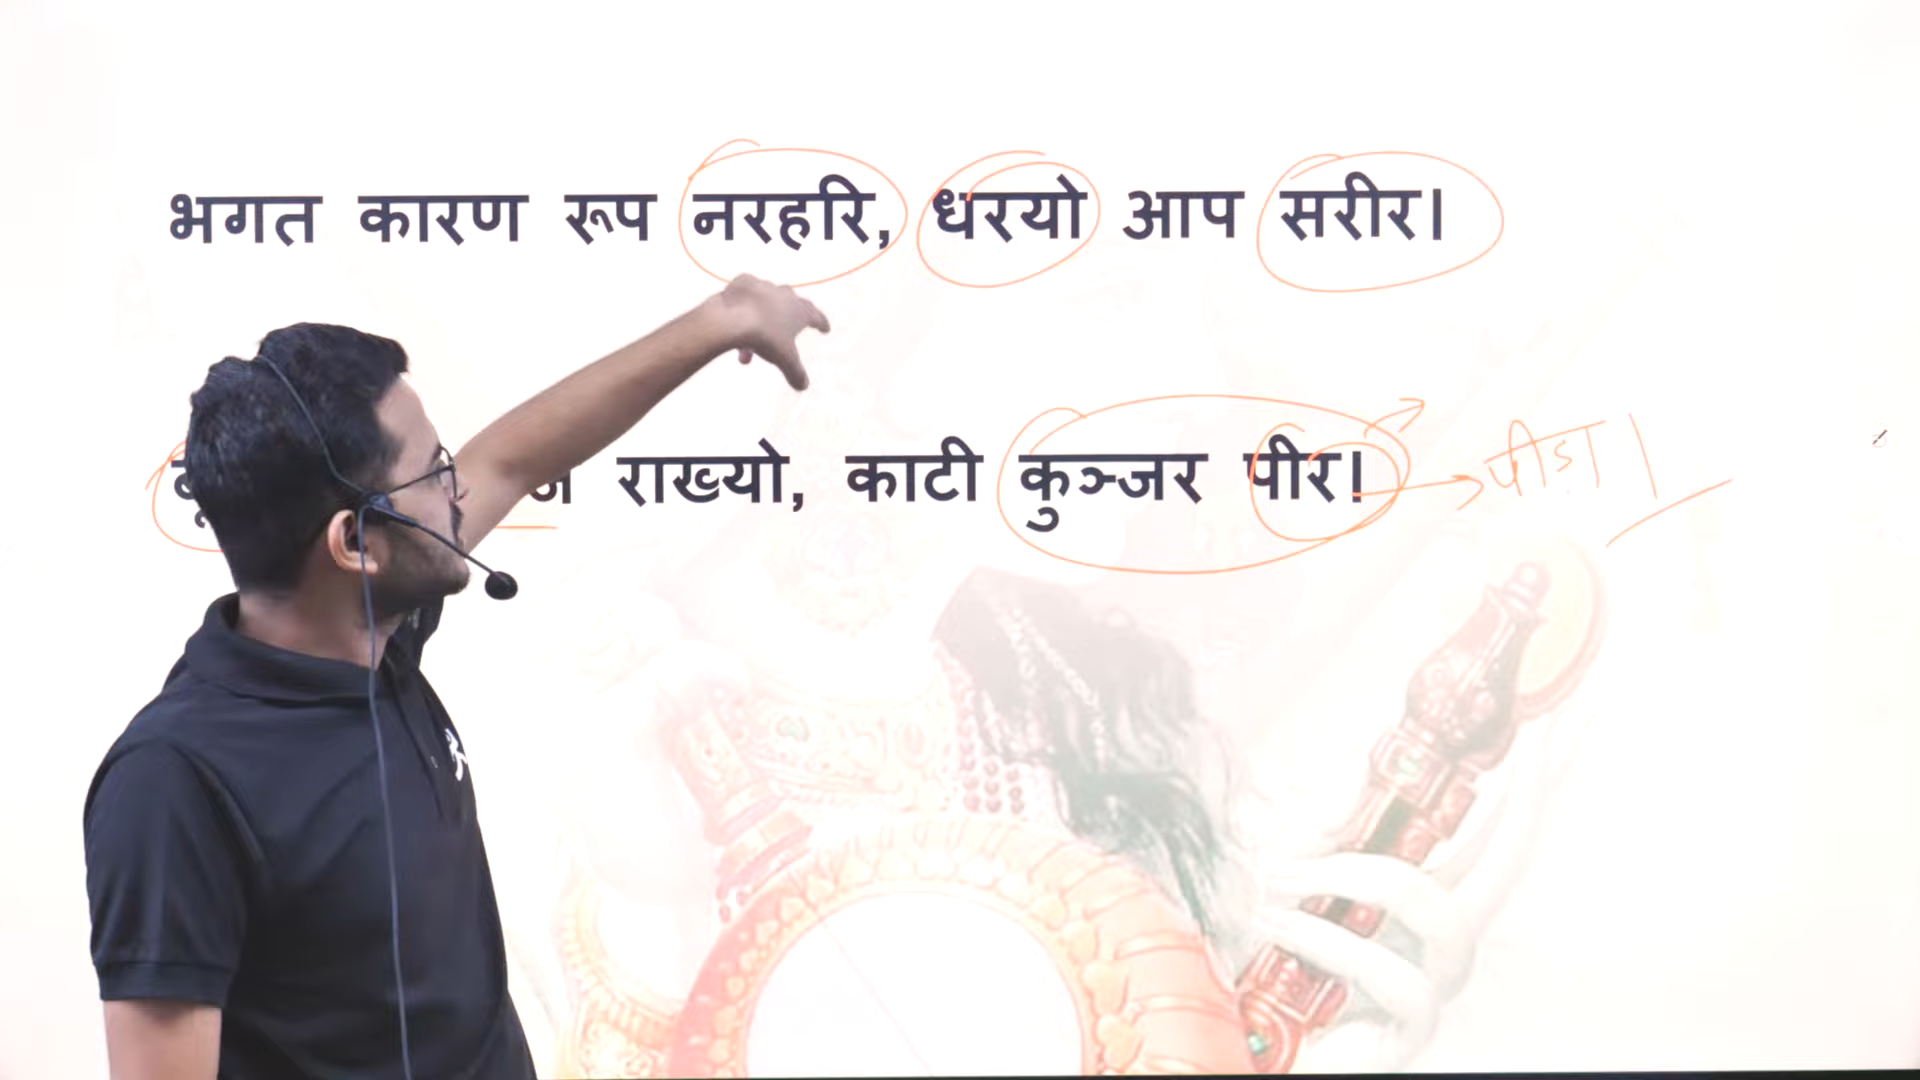 भगत कारण रूप नरहरि, धरयो आप सरीर।
राख्यो, काटी कुञ्जर पीर।
पीडा।